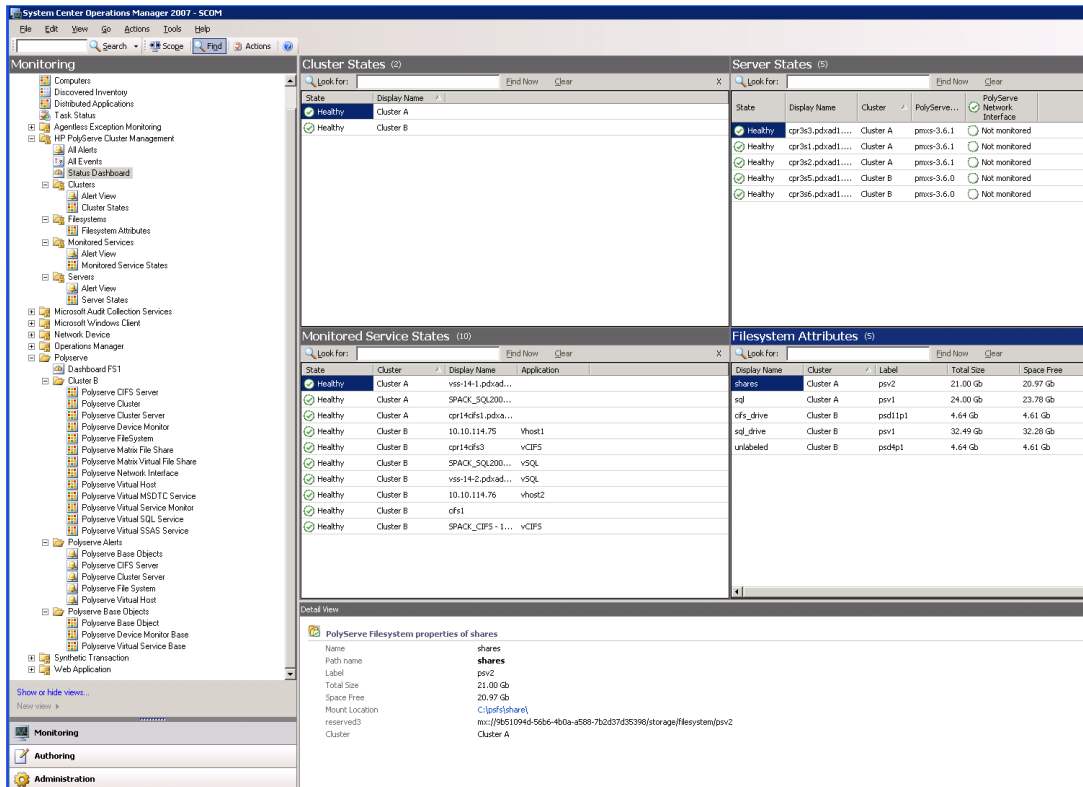 System Center Operations Manager 2007 - SCOM
File Edit View Go Actions Tools Help
Search Scope Find Actions
Monitoring
Computers
Discovered Inventory
Distributed Applications
Task Status
Agentless Exception Monitoring
HP PolyServe Cluster Management
All Alerts
All Events
Status Dashboard
Clusters
Alert View
Cluster States
Filesystems
Filesystem Attributes
Monitored Services
Alert View
Monitored Service States
Servers
Alert View
Server States
Microsoft Audit Collection Services
Microsoft Windows Client
Network Device
Operations Manager
Polyserve
Dashboard FS1
Cluster B
Polyserve CIFS Server
Polyserve Cluster
Polyserve Cluster Server
Polyserve Device Monitor
Polyserve FileSystem
Polyserve Matrix File Share
Polyserve Matrix Virtual File Share
Polyserve Network Interface
Polyserve Virtual Host
Polyserve Virtual MSDTC Service
Polyserve Virtual Service Monitor
Polyserve Virtual SQL Service
Polyserve Virtual SSAS Service
Polyserve Alerts
Polyserve Base Objects
Polyserve CIFS Server
Polyserve Cluster Server
Polyserve File System
Polyserve Virtual Host
Polyserve Base Objects
Polyserve Base Object
Polyserve Device Monitor Base
Polyserve Virtual Service Base
Synthetic Transaction
Web Application
Show or hide views...
New view
Monitoring
Authoring
Administration
Cluster States (2)
Look for: Find Now Clear X
State Display Name
Healthy Cluster A
Healthy Cluster B
Server States (5)
Look for: Find Now Clear
State Display Name Cluster PolyServe... PolyServe Network Interface
Healthy cpr3s3.pdxad1.... Cluster A pmxs-3.6.1 Not monitored
Healthy cpr3s1.pdxad1.... Cluster A pmxs-3.6.1 Not monitored
Healthy cpr3s2.pdxad1.... Cluster A pmxs-3.6.1 Not monitored
Healthy cpr3s5.pdxad1.... Cluster B pmxs-3.6.0 Not monitored
Healthy cpr3s6.pdxad1.... Cluster B pmxs-3.6.0 Not monitored
Monitored Service States (10)
Look for: Find Now Clear X
State Cluster Display Name Application
Healthy Cluster A vss-14-1.pdxad...
Healthy Cluster A SPACK_SQL200...
Healthy Cluster A cpr14cifs1.pdxa...
Healthy Cluster B 10.10.114.75 Vhost1
Healthy Cluster B cpr14cifs3 vCIFS
Healthy Cluster B SPACK_SQL200... vSQL
Healthy Cluster B vss-14-2.pdxad... vSQL
Healthy Cluster B 10.10.114.76 vhost2
Healthy Cluster B cifs1
Healthy Cluster B SPACK_CIFS - 1... vCIFS
Filesystem Attributes (5)
Look for: Find Now Clear
Display Name Cluster Label Total Size Space Free
shares Cluster A psv2 21.00 Gb 20.97 Gb
sql Cluster A psv1 24.00 Gb 23.78 Gb
cifs_drive Cluster B psd11p1 4.64 Gb 4.61 Gb
sql_drive Cluster B psv1 32.49 Gb 32.28 Gb
unlabeled Cluster B psd4p1 4.64 Gb 4.61 Gb
Detail View
PolyServe Filesystem properties of shares
Name shares
Path name shares
Label psv2
Total Size 21.00 Gb
Space Free 20.97 Gb
Mount Location C:\psfs\share\
reserved3 mx://9b51094d-56b6-4b0a-a588-7b2d37d35398/storage/filesystem/psv2
Cluster Cluster A